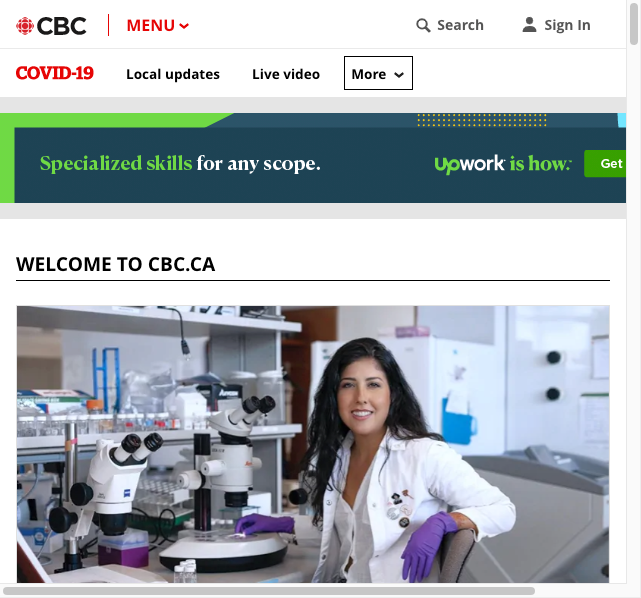 CBC MENU Search Sign In
COVID-19 Local updates Live video More
Specialized skills for any scope. Upwork is how. Get
WELCOME TO CBC.CA